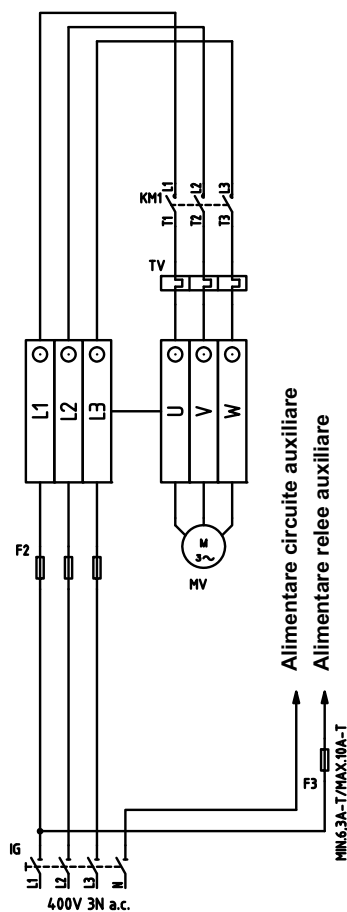 L1 L2 L3
KM1
T1 T2 T3
TV
L1 L2 L3 U V W
F2
M
3~
MV
Alimentare circuite auxiliare
Alimentare relee auxiliare
F3
MIN.6,3A-T/MAX.10A-T
IG
L1 L2 L3 N
400V 3N a.c.